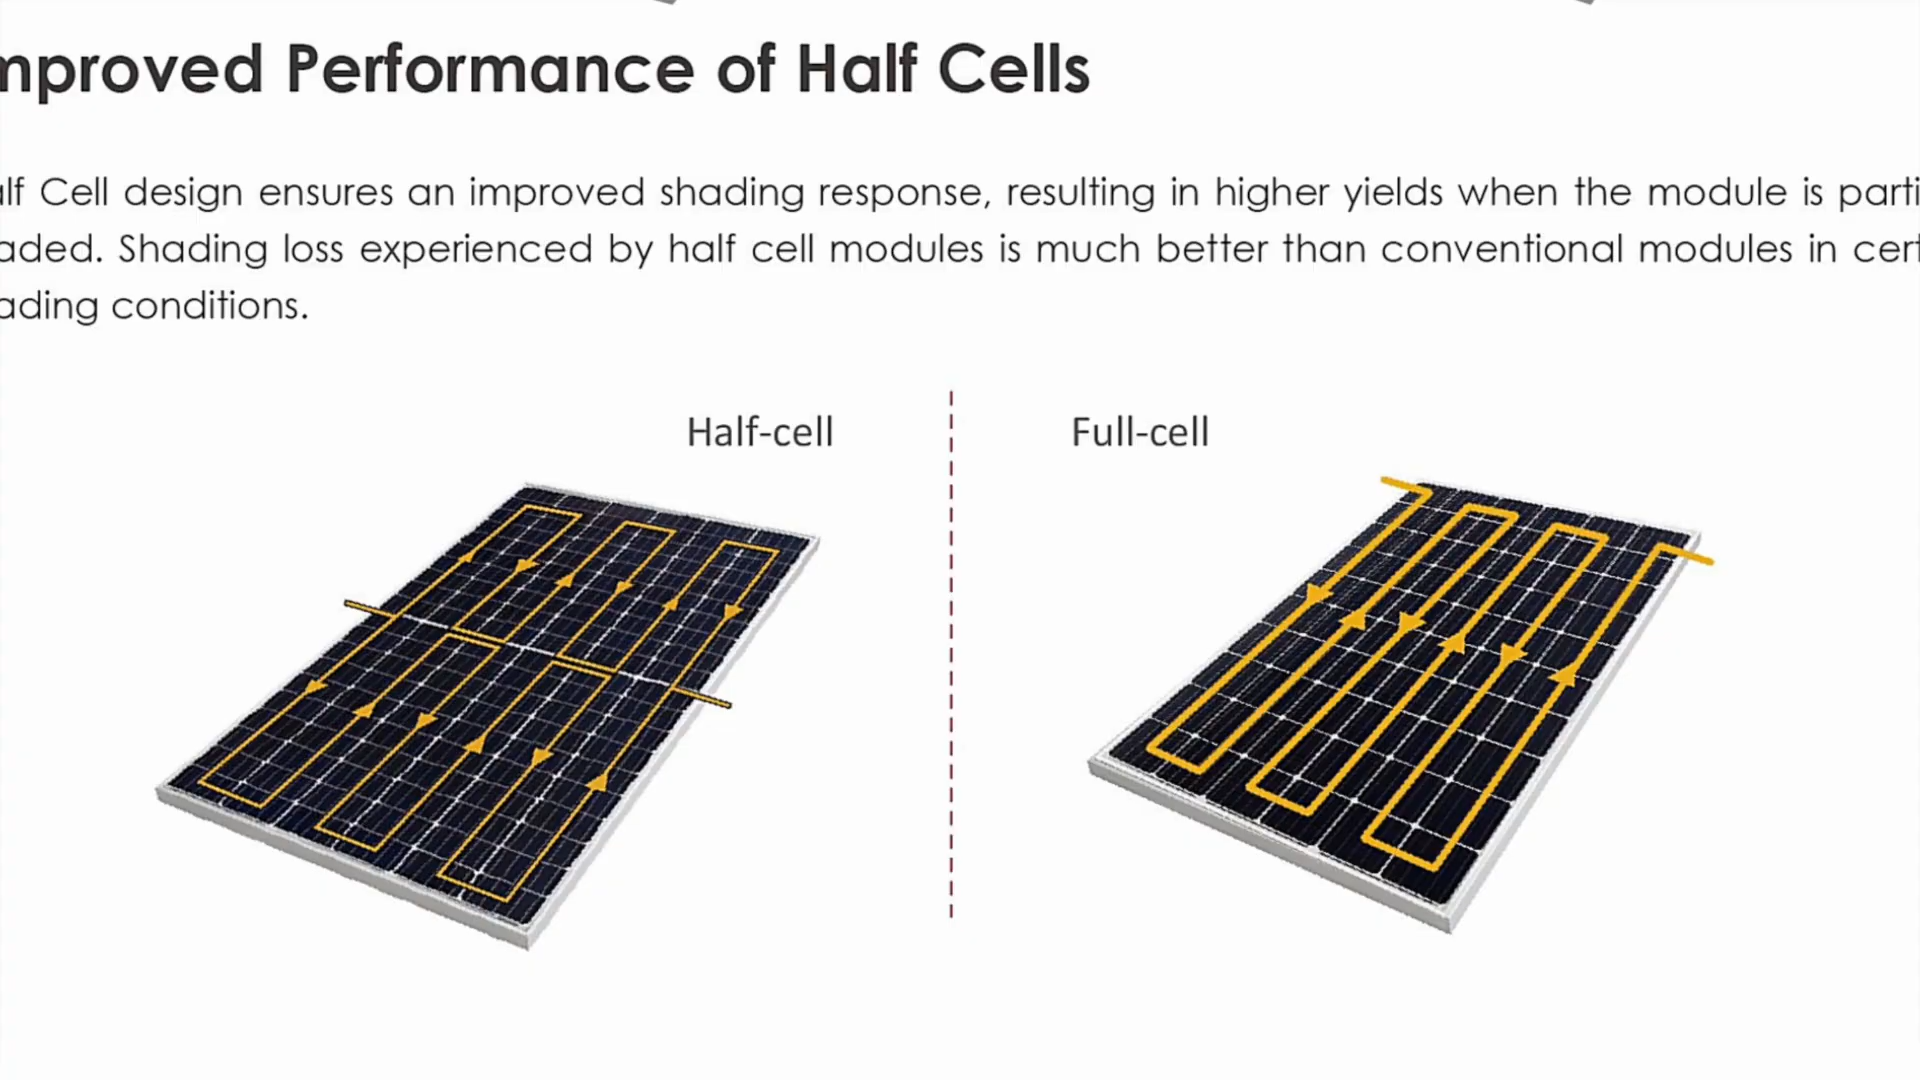 mproved Performance of Half Cells
alf Cell design ensures an improved shading response, resulting in higher yields when the module is parti
aded. Shading loss experienced by half cell modules is much better than conventional modules in cert
ading conditions.
Half-cell
Full-cell